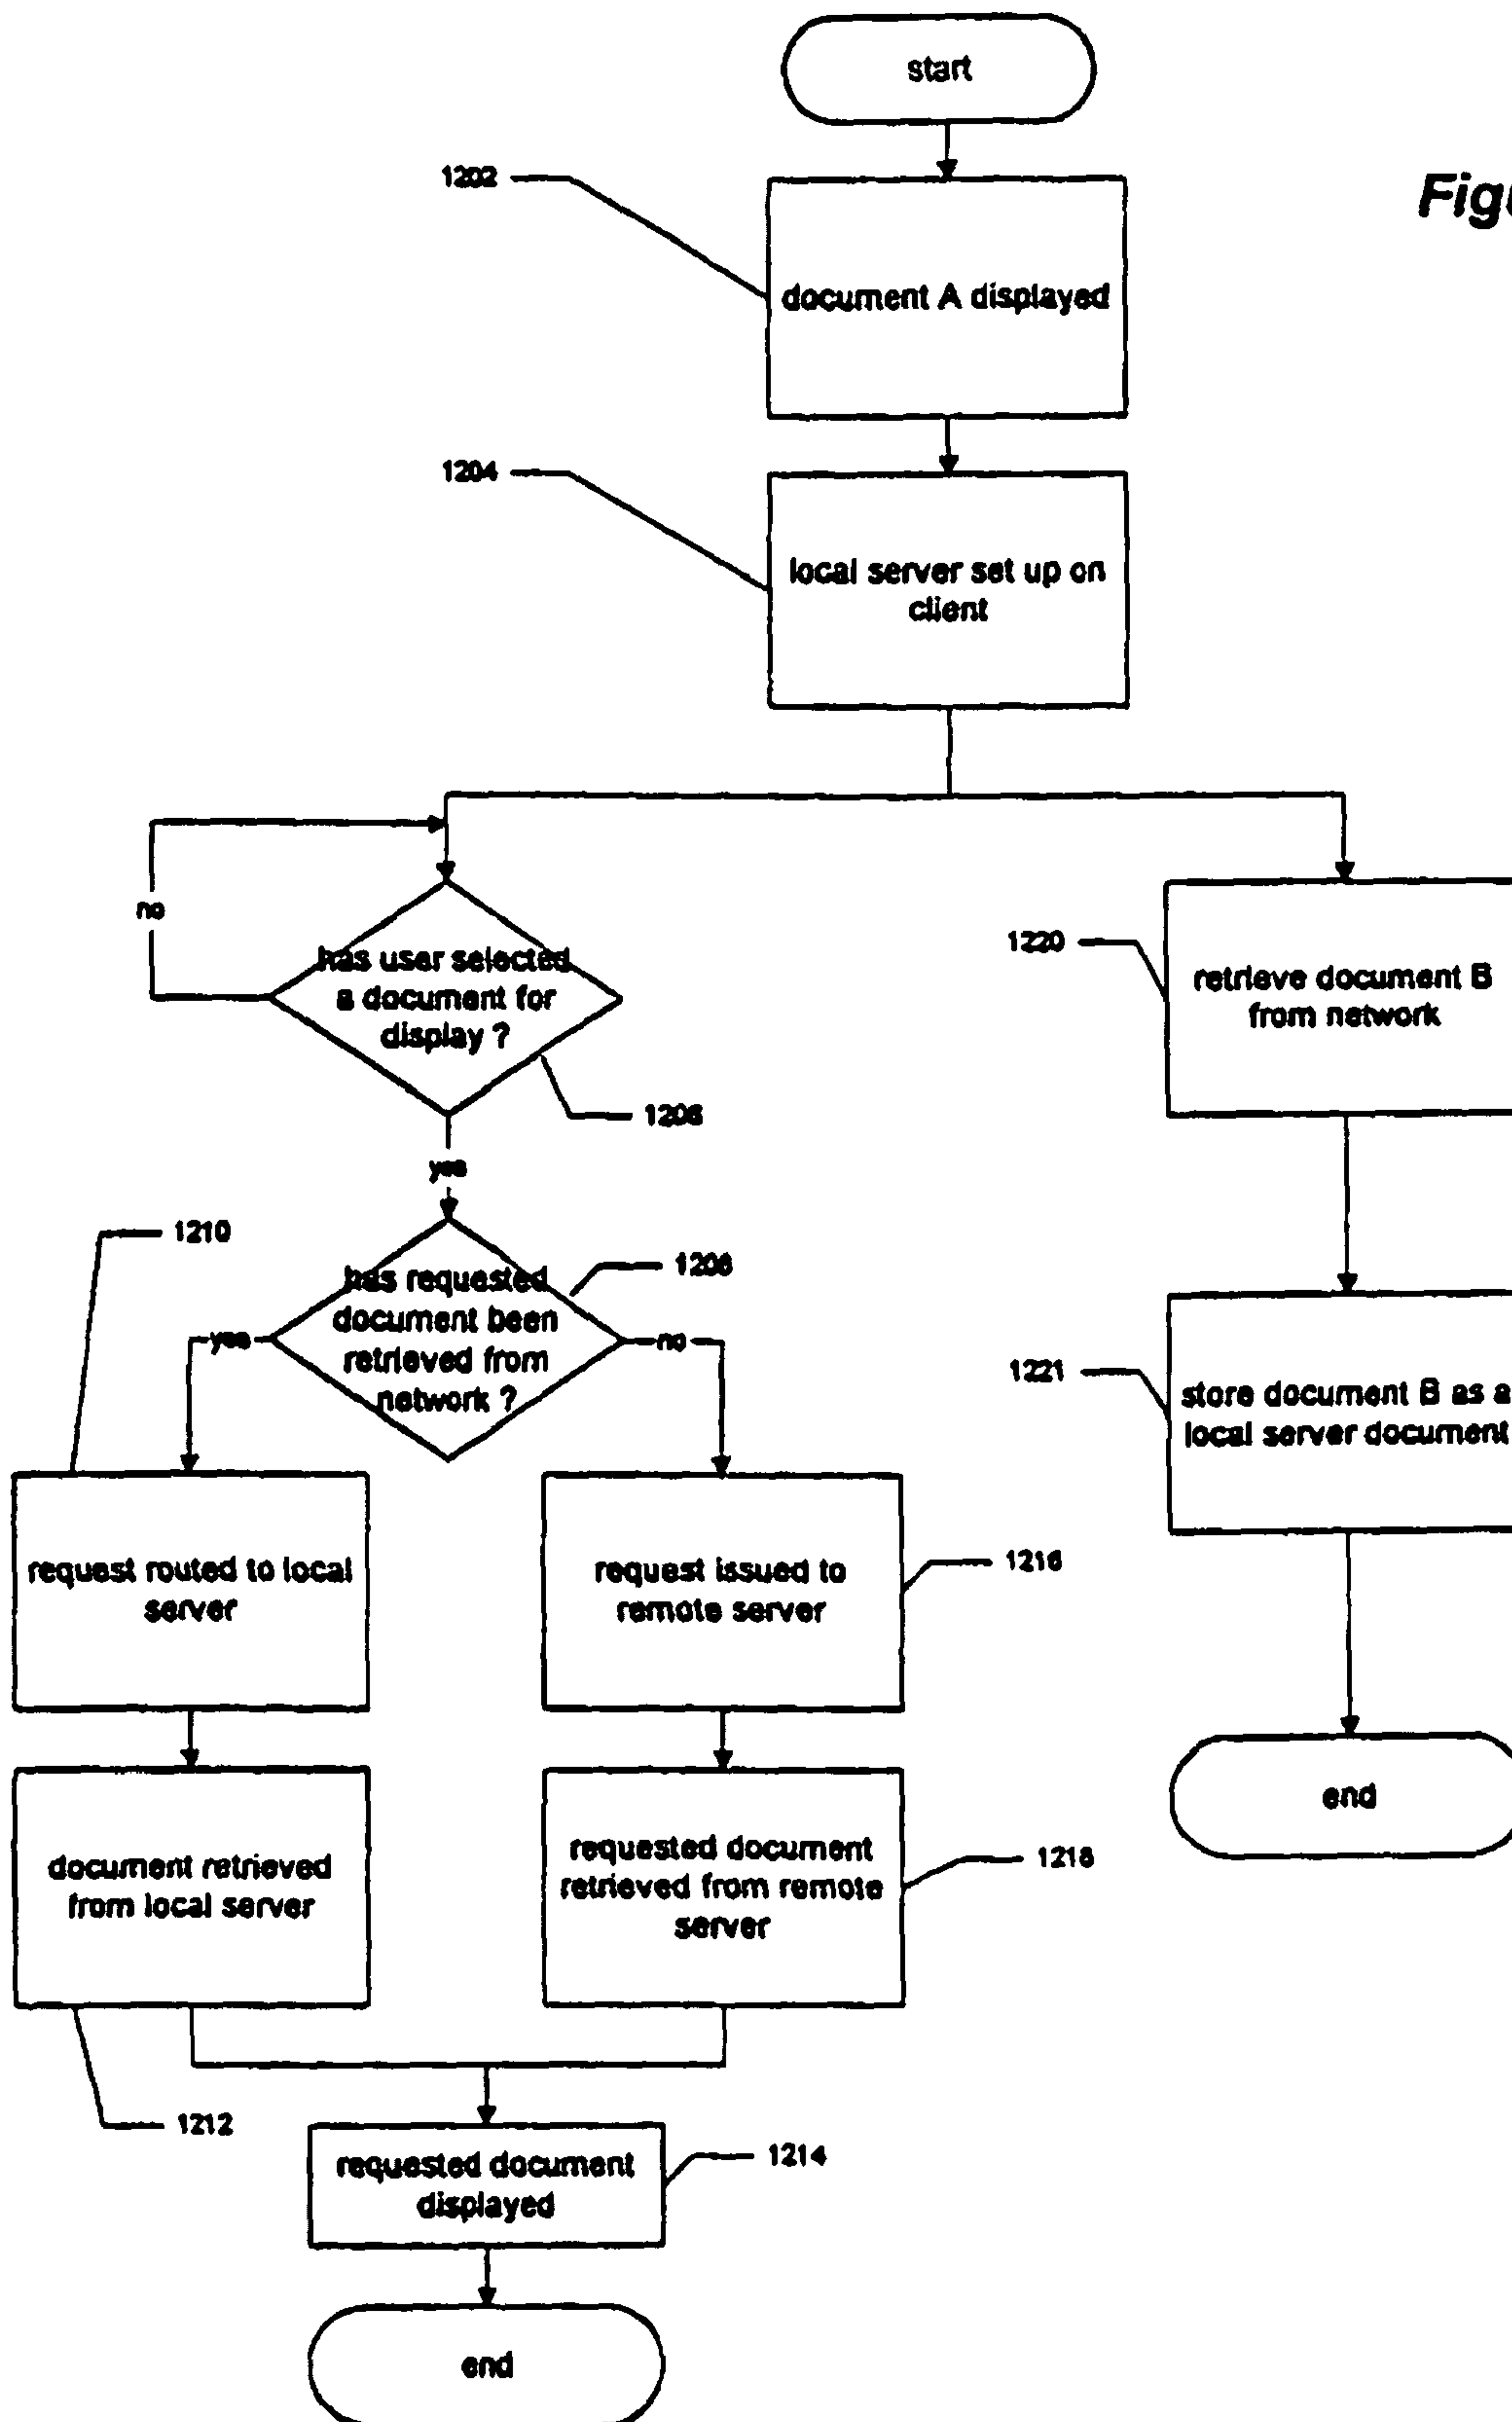 start
1202
Figu
document A displayed
1204
local server set up on
client
no
has user selected
a document for
display ?
1206
1220
retrieve document B
from network
yes
1210
1208
has requested
document been
retrieved from
network ?
yes
no
1221
store document B as a
local server document
request routed to local
server
request issued to
remote server
1216
end
document retrieved
from local server
requested document
retrieved from remote
server
1218
1212
1214
requested document
displayed
end